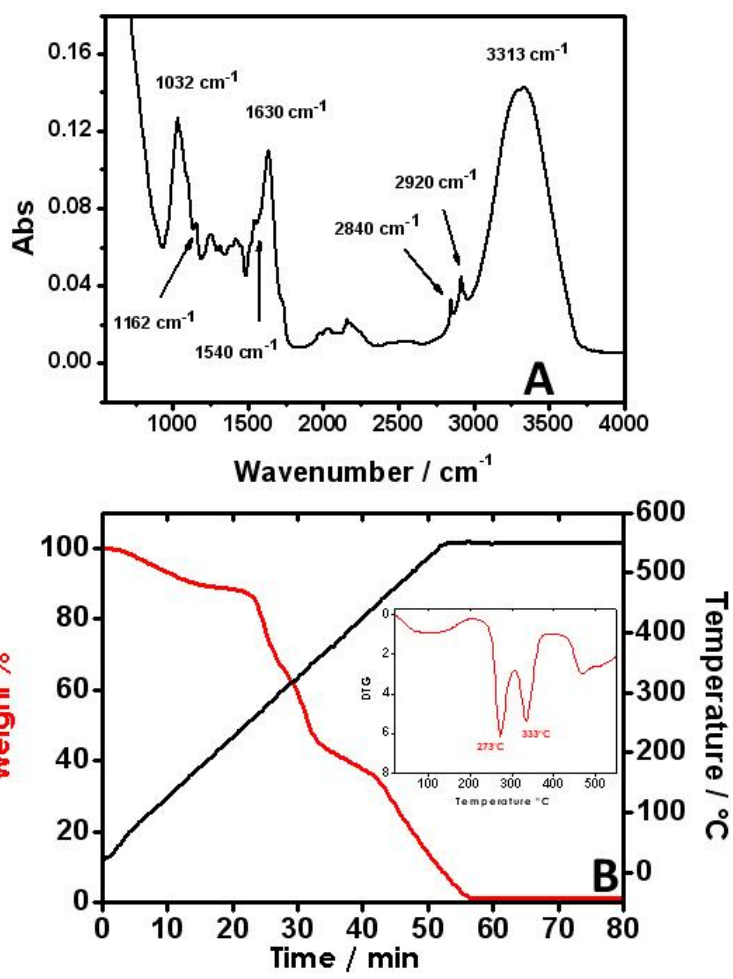 0.16
0.12
0.08
0.04
0.00
Abs
1032 cm-1
1630 cm-1
3313 cm-1
2920 cm-1
2840 cm-1
1162 cm-1
1540 cm-1
A
1000 1500 2000 2500 3000 3500 4000
Wavenumber / cm-1
100
80
60
40
20
0
600
500
400
300
200
100
0
Temperature / °C
0
2
4
6
8
DTG
273°C
333°C
100 200 300 400 500
Temperature °C
B
0 10 20 30 40 50 60 70 80
Time / min